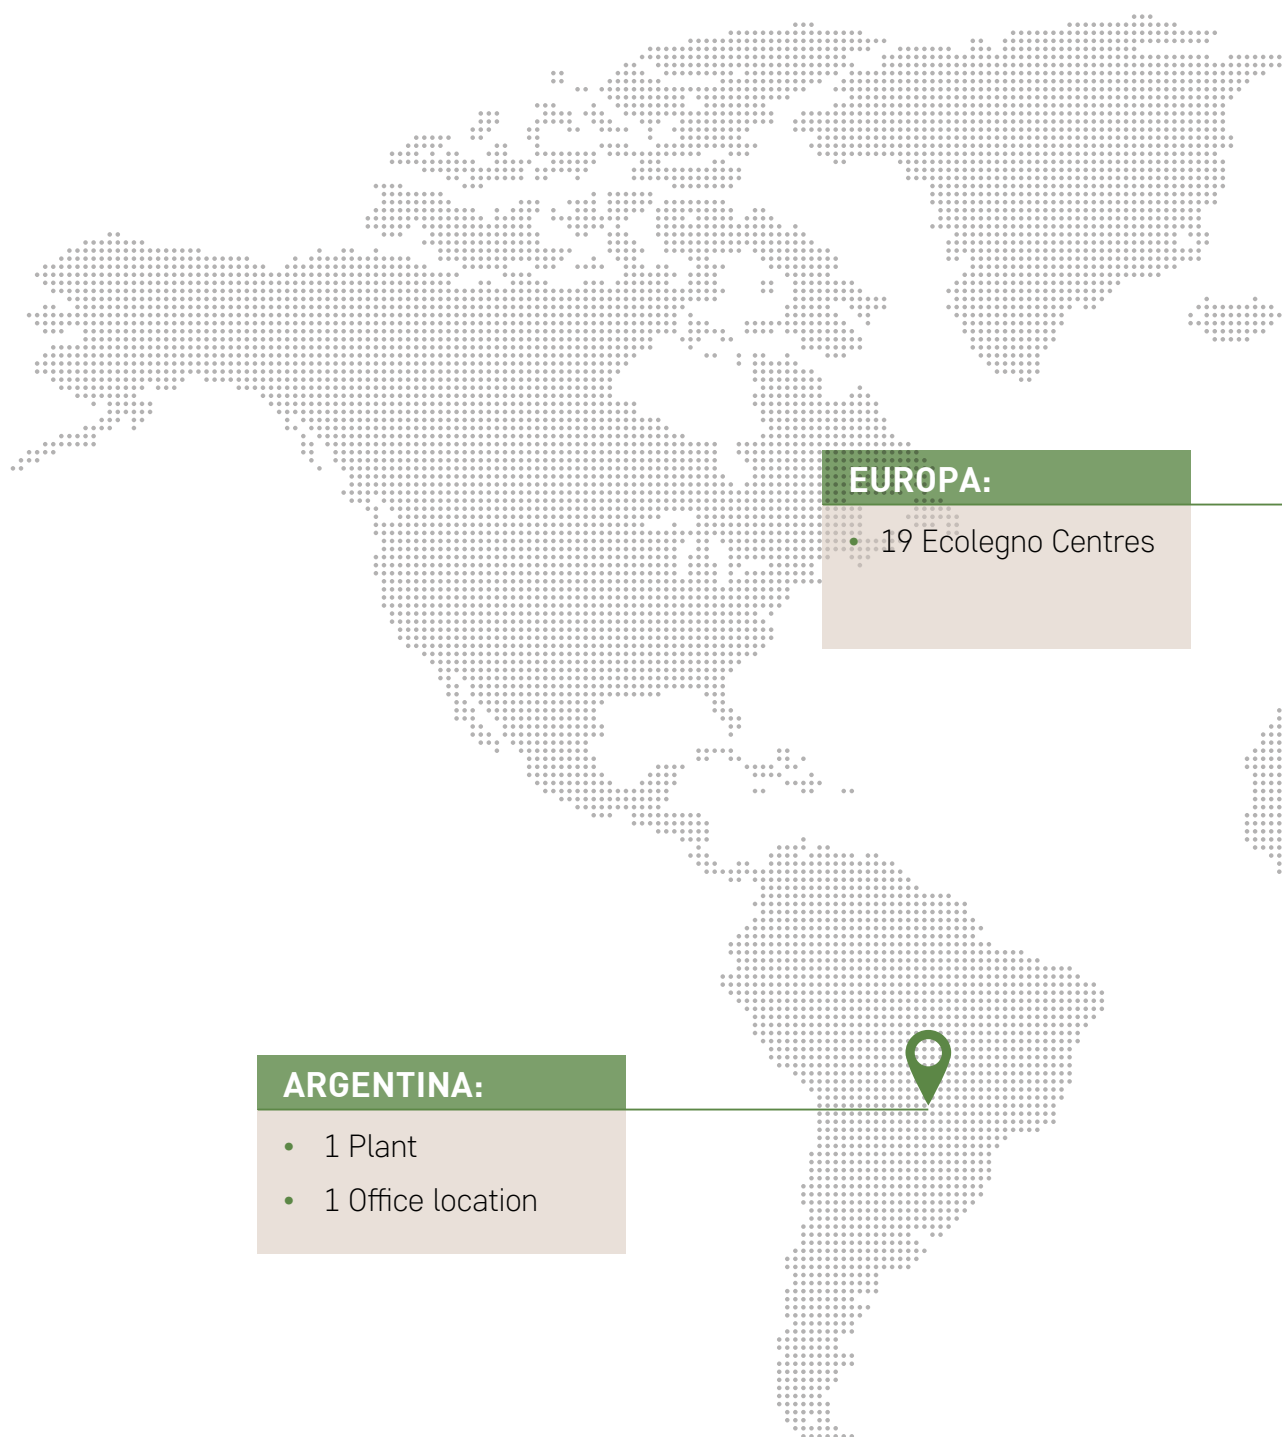 EUROPA:
• 19 Ecolegno Centres
ARGENTINA:
• 1 Plant
• 1 Office location